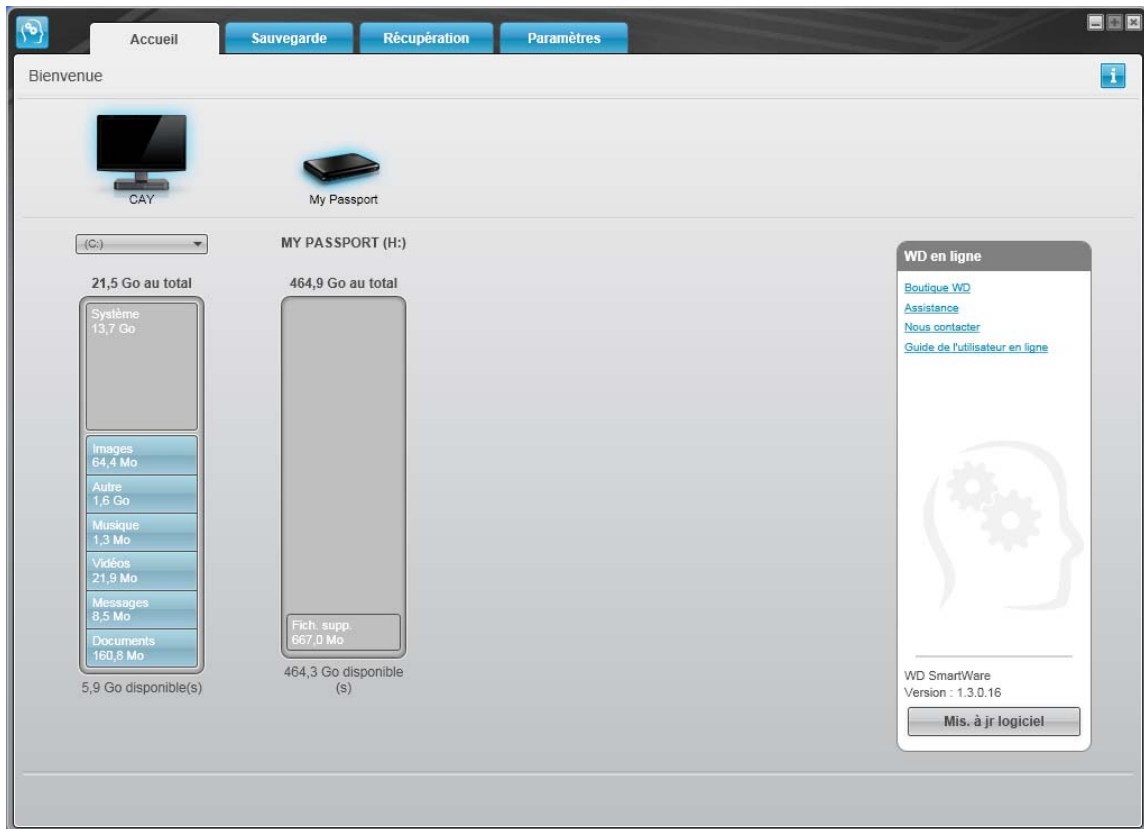 Accueil
Sauvegarde
Récupération
Paramètres
Bienvenue
CAY
My Passport
(C:)
MY PASSPORT (H:)
21,5 Go au total
464,9 Go au total
Système
13,7 Go
Images
64,4 Mo
Autre
1,6 Go
Musique
1,3 Mo
Vidéos
21,9 Mo
Messages
8,5 Mo
Documents
160,8 Mo
5,9 Go disponible(s)
Fich. supp.
667,0 Mo
464,3 Go disponible
(s)
WD en ligne
Boutique WD
Assistance
Nous contacter
Guide de l'utilisateur en ligne
WD SmartWare
Version : 1.3.0.16
Mis. à jr logiciel